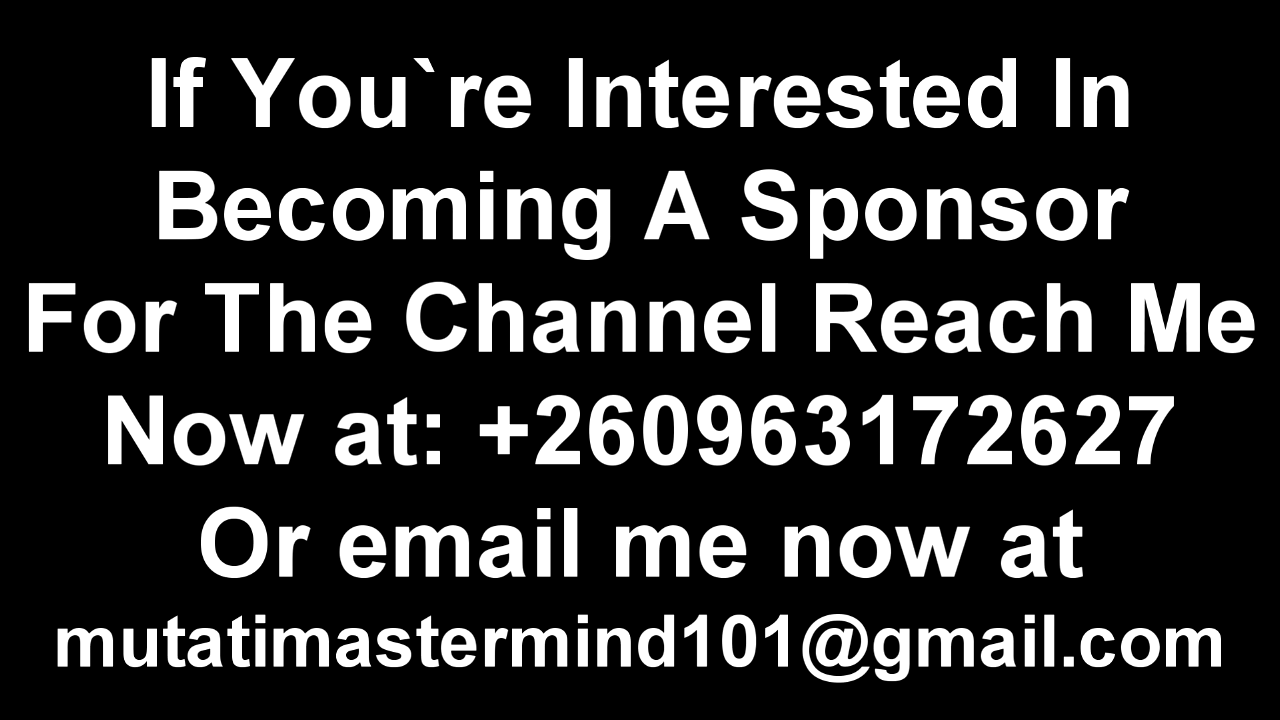 If You`re Interested In
Becoming A Sponsor
For The Channel Reach Me
Now at: +260963172627
Or email me now at
mutatimastermind101@gmail.com